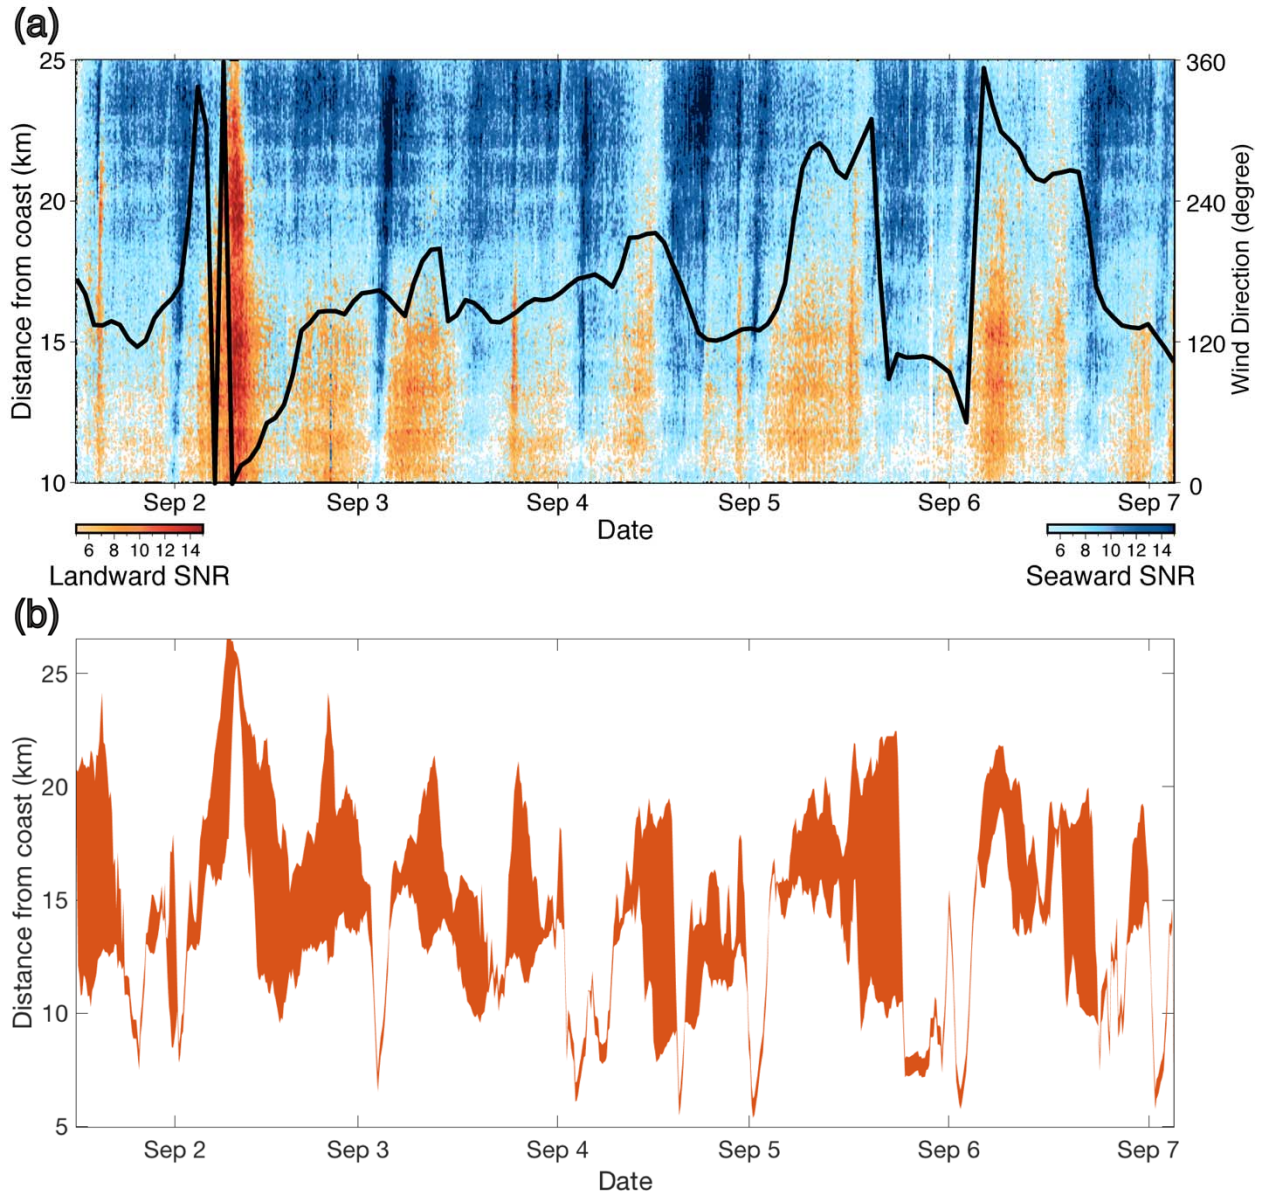 (a)
25
20
15
10
Distance from coast (km)
360
240
120
0
Wind Direction (degree)
Sep 2 Sep 3 Sep 4 Sep 5 Sep 6 Sep 7
Date
6 8 10 12 14
Landward SNR
6 8 10 12 14
Seaward SNR
(b)
25
20
15
10
5
Distance from coast (km)
Sep 2 Sep 3 Sep 4 Sep 5 Sep 6 Sep 7
Date